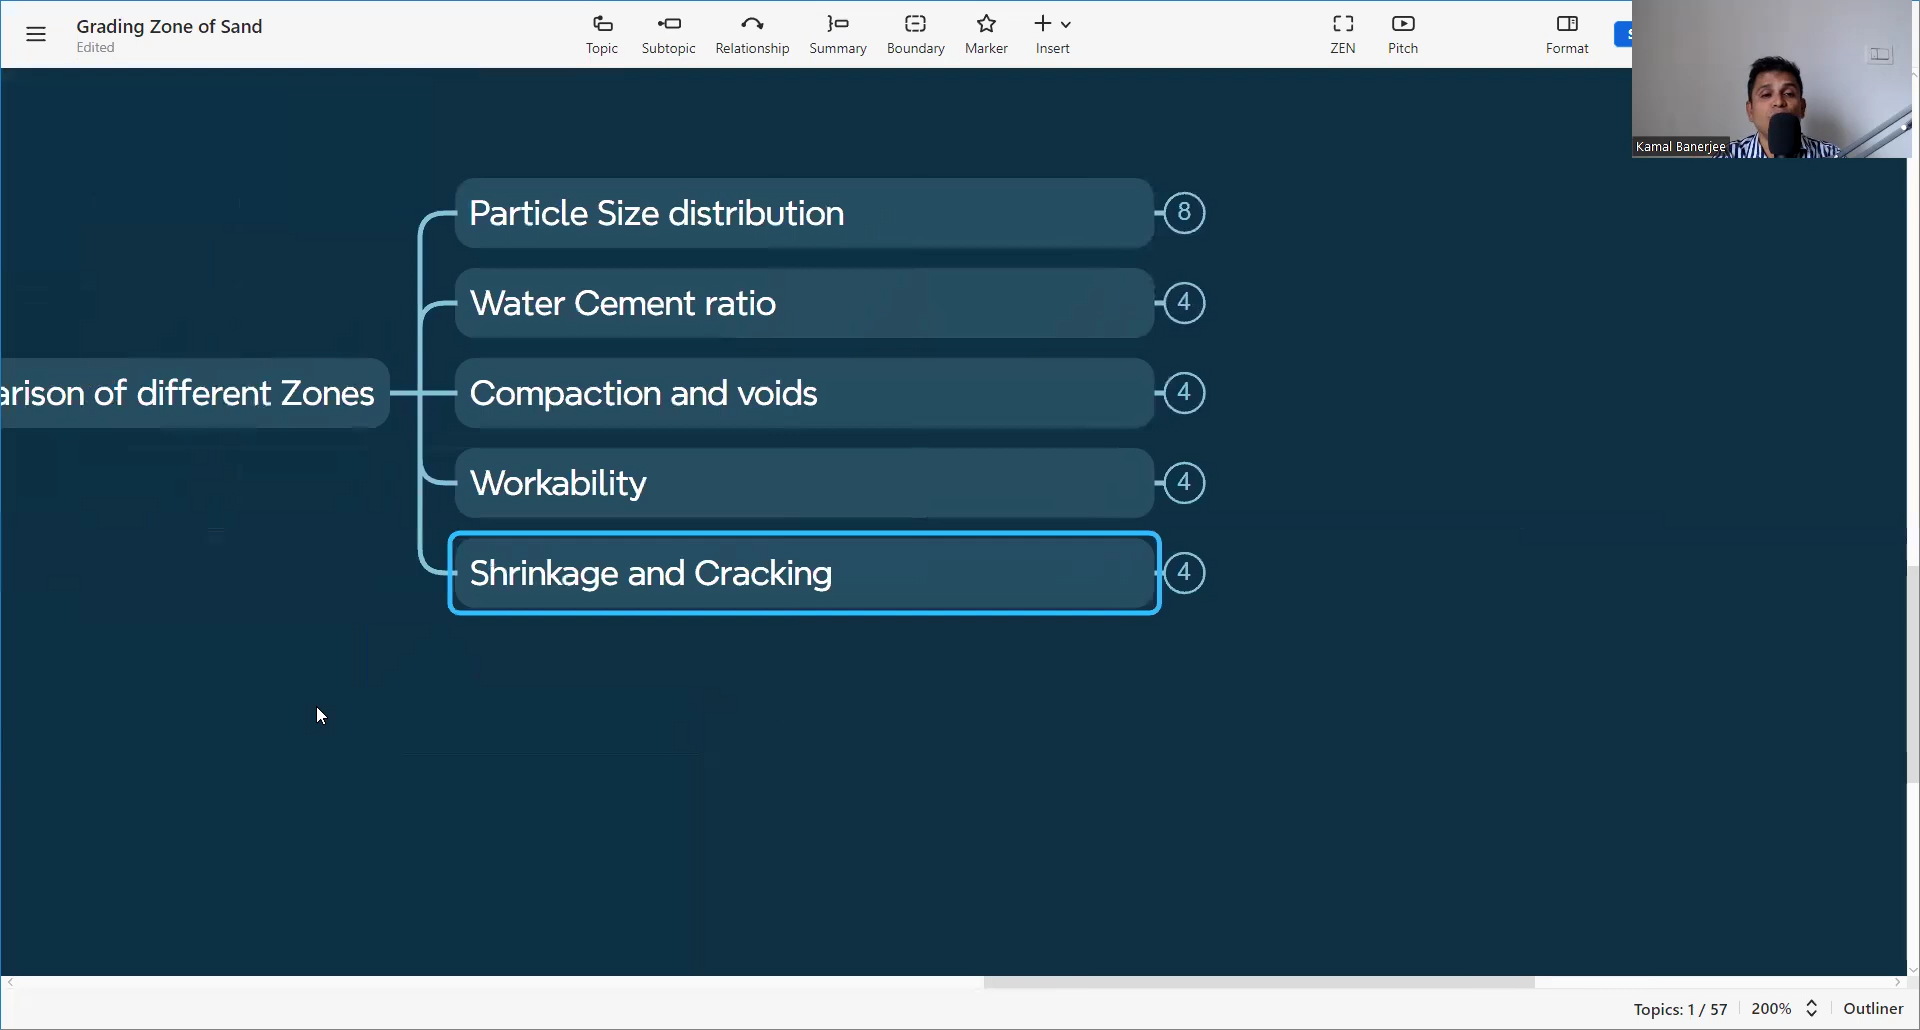 Grading Zone of Sand
Edited
Topic
Subtopic
Relationship
Summary
Boundary
Marker
Insert
ZEN
Pitch
Format
Kamal Banerjee
Particle Size distribution
8
Water Cement ratio
4
arison of different Zones
Compaction and voids
4
Workability
4
Shrinkage and Cracking
4
Topics: 1 / 57
200%
Outliner